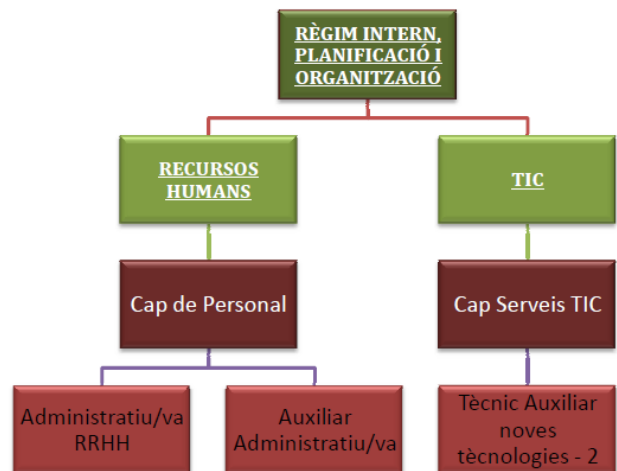 RÈGIM INTERN,
PLANIFICACIÓ I
ORGANITZACIÓ
RECURSOS
HUMANS
TIC
Cap de Personal
Cap Serveis TIC
Administratiu/va
RRHH
Auxiliar
Administratiu/va
Tècnic Auxiliar
noves
tècnologies - 2